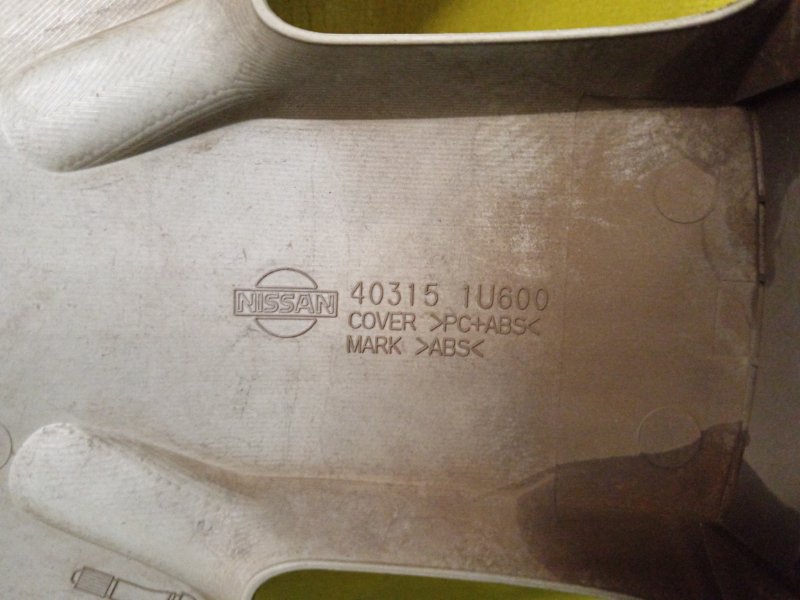 NISSAN
40315 1U600
COVER >PC+ABS<
MARK >ABS<